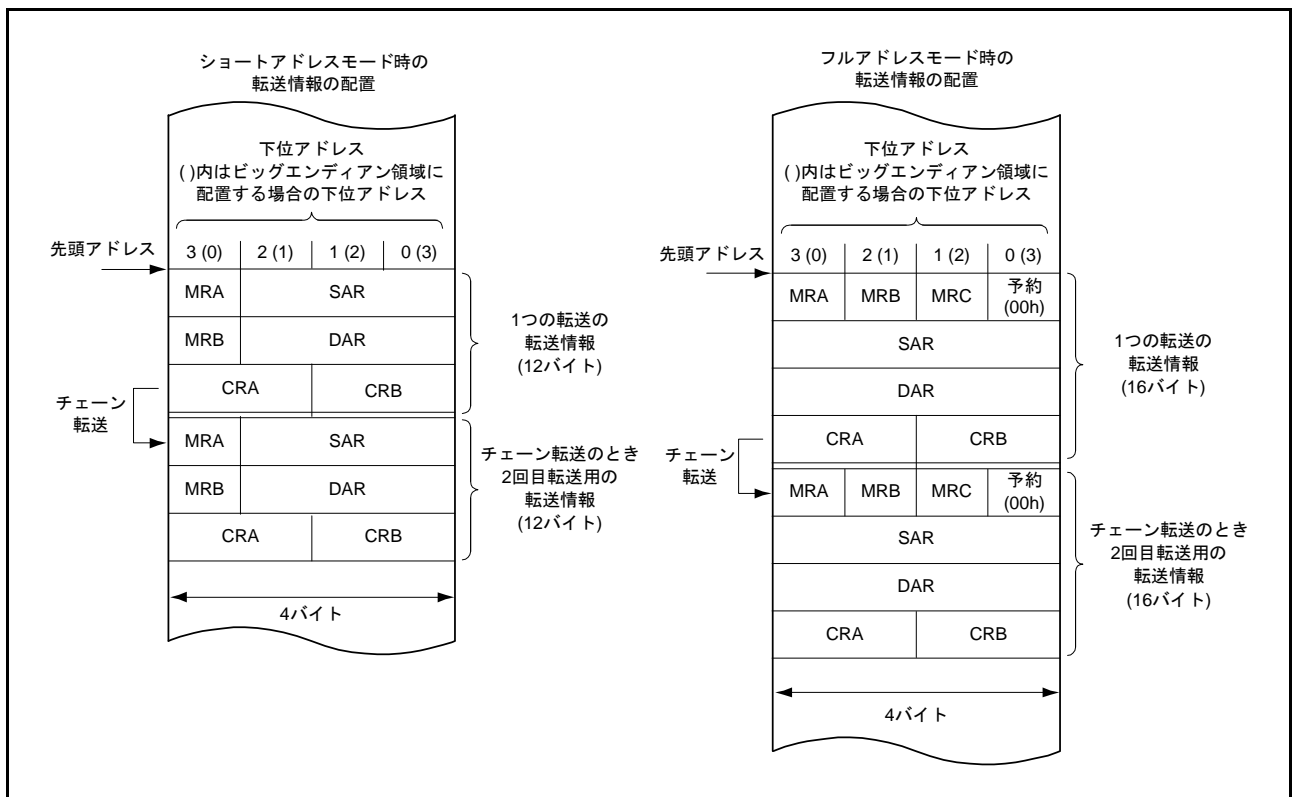 ショートアドレスモード時の
転送情報の配置
下位アドレス
( )内はビッグエンディアン領域に
配置する場合の下位アドレス
先頭アドレス
3 (0) 2 (1) 1 (2) 0 (3)
MRA SAR
MRB DAR
CRA CRB
1つの転送の
転送情報
(12バイト)
チェーン
転送
MRA SAR
MRB DAR
CRA CRB
チェーン転送のとき
2回目転送用の
転送情報
(12バイト)
4バイト
フルアドレスモード時の
転送情報の配置
下位アドレス
( )内はビッグエンディアン領域に
配置する場合の下位アドレス
先頭アドレス
3 (0) 2 (1) 1 (2) 0 (3)
MRA MRB MRC 予約
(00h)
SAR
DAR
CRA CRB
1つの転送の
転送情報
(16バイト)
チェーン
転送
MRA MRB MRC 予約
(00h)
SAR
DAR
CRA CRB
チェーン転送のとき
2回目転送用の
転送情報
(16バイト)
4バイト